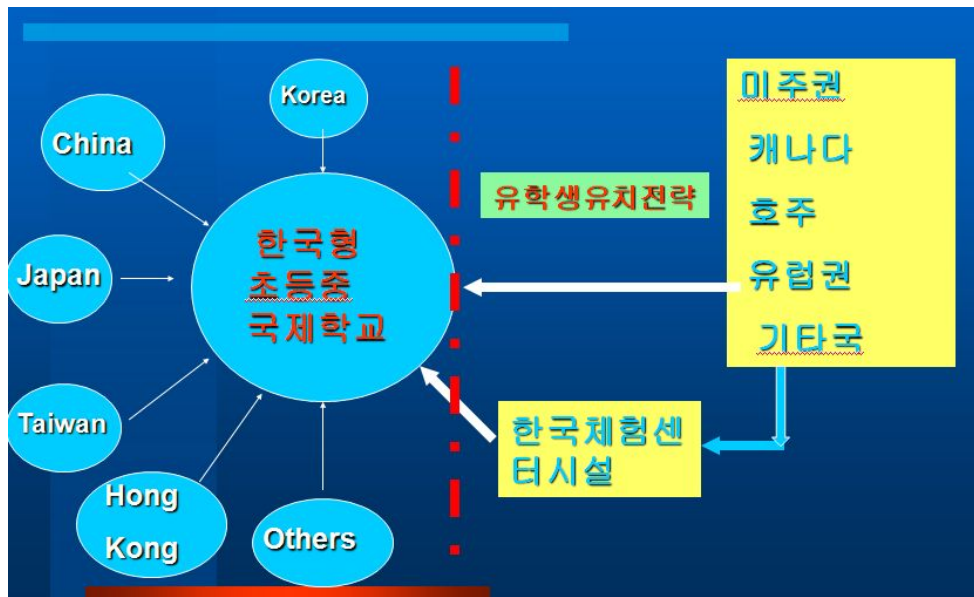 Korea
China
Japan
Taiwan
Hong
Kong
Others
한국형
초등중
국제학교
유학생유치전략
미주권
캐나다
호주
유럽권
기타국
한국체험센
터시설